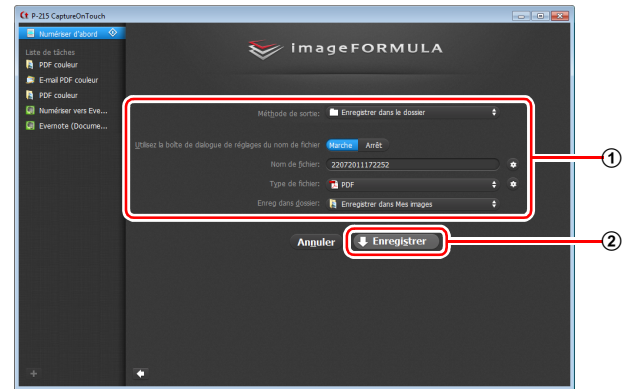 P-215 CaptureOnTouch
Numériser d'abord
Liste de tâches
PDF couleur
E-mail PDF couleur
PDF couleur
Numériser vers Eve...
Evernote (Docume...
imageFORMULA
Méthode de sortie: Enregistrer dans le dossier
Utilisez la boîte de dialogue de réglages du nom de fichier Marche Arrêt
Nom de fichier: 22072011172252
Type de fichier: PDF
Enreg dans dossier: Enregistrer dans Mes images
①
Annuler Enregistrer
②